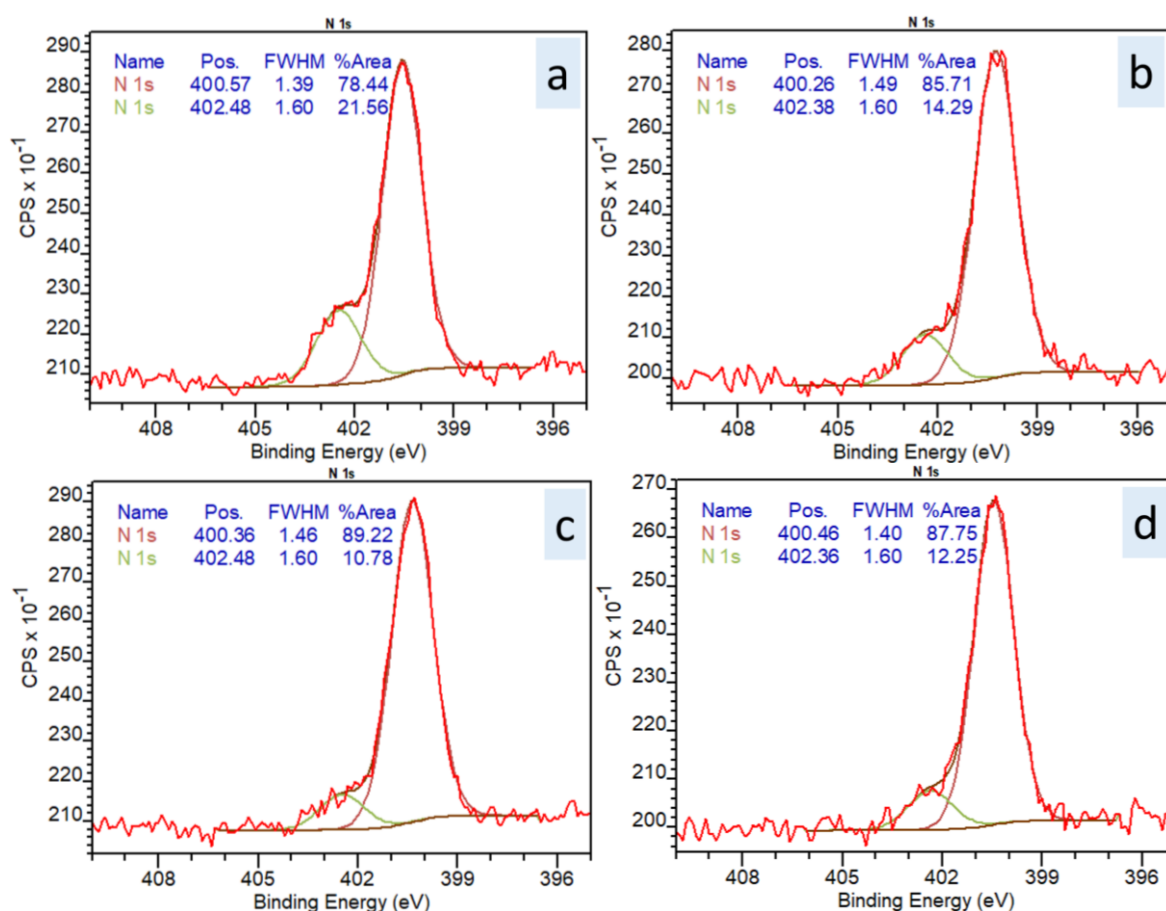 N 1s
Name Pos. FWHM %Area
N 1s 400.57 1.39 78.44
N 1s 402.48 1.60 21.56
a
290
280
270
260
250
240
230
220
210
CPS x 10⁻¹
408 405 402 399 396
Binding Energy (eV)
N 1s
Name Pos. FWHM %Area
N 1s 400.26 1.49 85.71
N 1s 402.38 1.60 14.29
b
280
270
260
250
240
230
220
210
200
CPS x 10⁻¹
408 405 402 399 396
Binding Energy (eV)
N 1s
Name Pos. FWHM %Area
N 1s 400.36 1.46 89.22
N 1s 402.48 1.60 10.78
c
290
280
270
260
250
240
230
220
210
CPS x 10⁻¹
408 405 402 399 396
Binding Energy (eV)
N 1s
Name Pos. FWHM %Area
N 1s 400.46 1.40 87.75
N 1s 402.36 1.60 12.25
d
270
260
250
240
230
220
210
200
CPS x 10⁻¹
408 405 402 399 396
Binding Energy (eV)